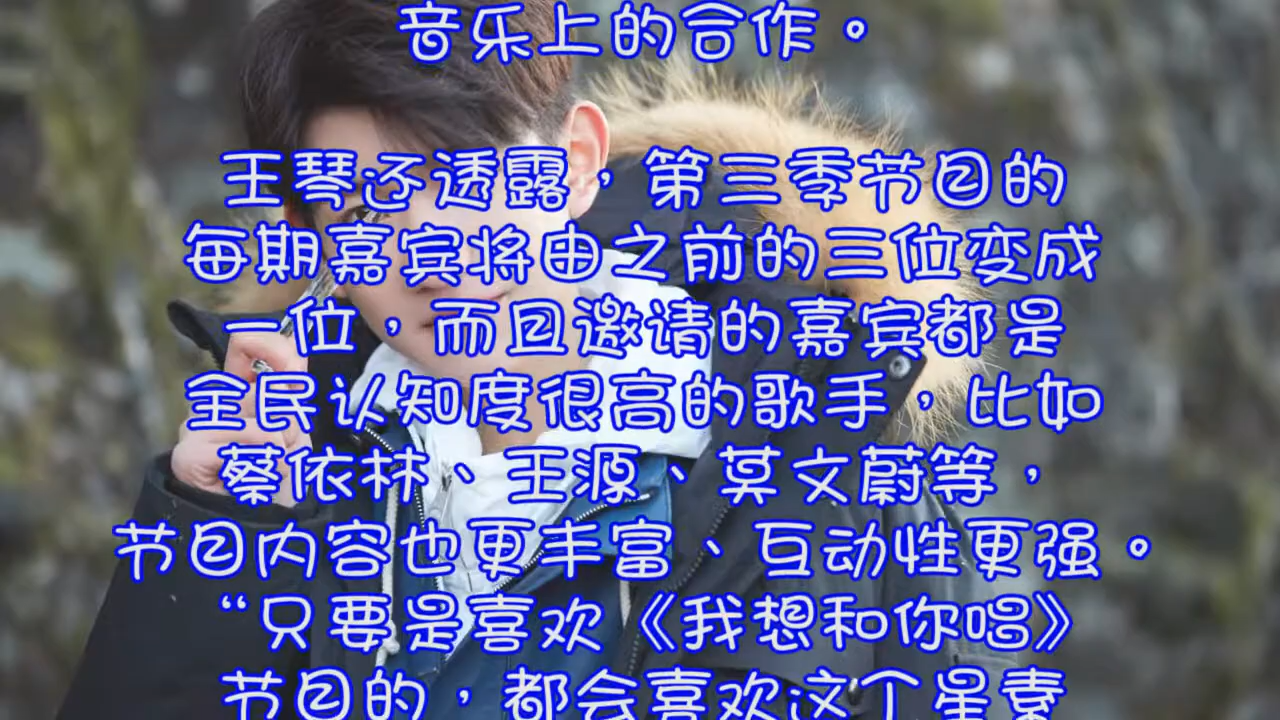 音乐上的合作。
王琴还透露，第三季节目的
每期嘉宾将由之前的三位变成
一位，而且邀请的嘉宾都是
全民认知度很高的歌手，比如
蔡依林、王源、莫文蔚等，
节目内容也更丰富、互动性更强。
“只要是喜欢《我想和你唱》
节目的，都会喜欢这个星素